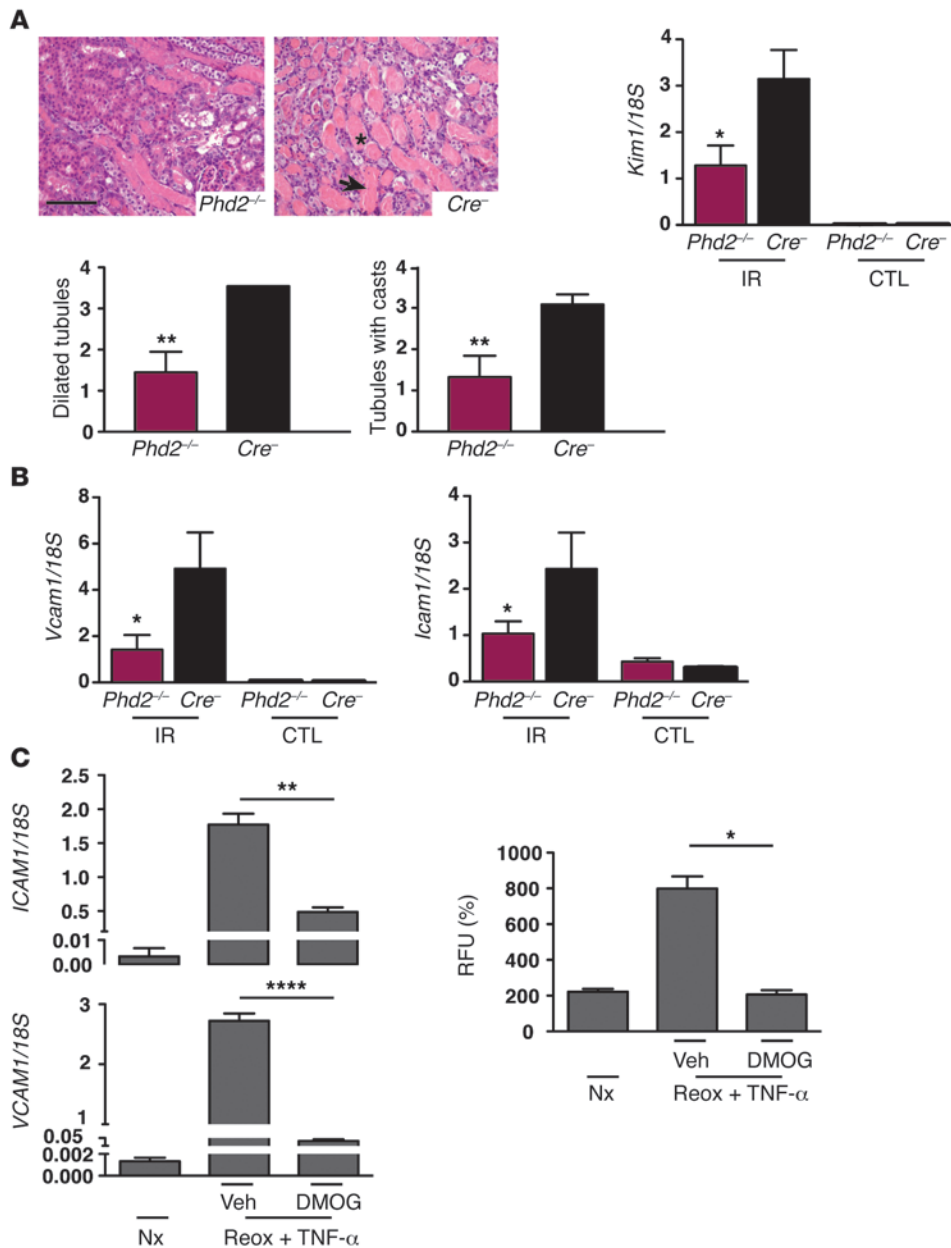 A
*
Phd2–/–
Cre–
Kim1/18S
4
3
2
1
0
*
Phd2–/– Cre– Phd2–/– Cre–
IR CTL
Dilated tubules
4
3
2
1
0
**
Phd2–/– Cre–
Tubules with casts
4
3
2
1
0
**
Phd2–/– Cre–
B
Vcam1/18S
8
6
4
2
0
*
Phd2–/– Cre– Phd2–/– Cre–
IR CTL
Icam1/18S
4
3
2
1
0
*
Phd2–/– Cre– Phd2–/– Cre–
IR CTL
C
ICAM1/18S
2.5
2.0
1.5
1.0
0.5
0.01
0.00
**
VCAM1/18S
3
2
1
0.05
0.002
0.000
****
Veh DMOG
Nx Reox + TNF-α
RFU (%)
1000
800
600
400
200
0
*
Veh DMOG
Nx Reox + TNF-α